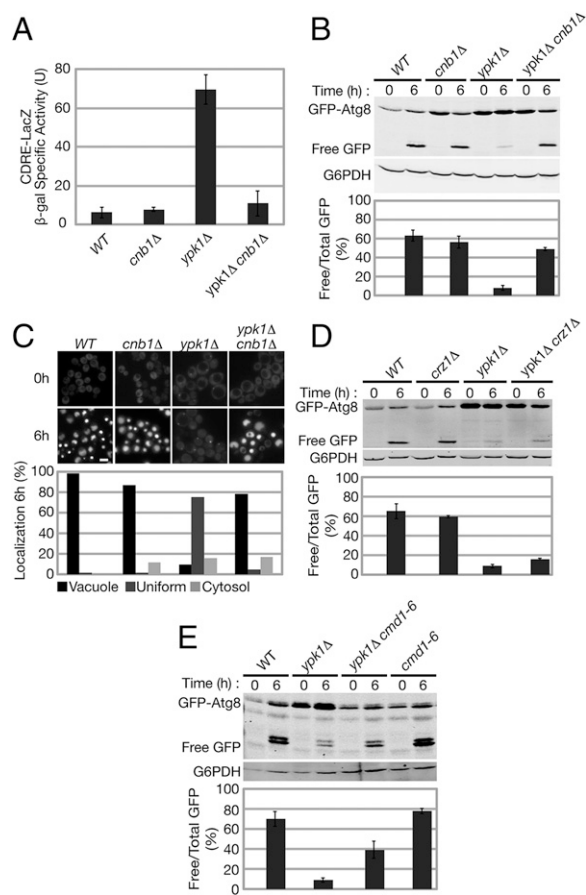 A
CDRE-LacZ
β-gal Specific Activity (U)
80
60
40
20
0
WT
cnb1Δ
ypk1Δ
ypk1Δ cnb1Δ
B
WT
cnb1Δ
ypk1Δ
ypk1Δ cnb1Δ
Time (h) : 0 6 0 6 0 6 0 6
GFP-Atg8
Free GFP
G6PDH
Free/Total GFP
(%)
100
80
60
40
20
0
C
WT
cnb1Δ
ypk1Δ
ypk1Δ
cnb1Δ
0h
6h
Localization 6h (%)
100
80
60
40
20
0
Vacuole Uniform Cytosol
D
WT
crz1Δ
ypk1Δ
ypk1Δ crz1Δ
Time (h) : 0 6 0 6 0 6 0 6
GFP-Atg8
Free GFP
G6PDH
Free/Total GFP
(%)
100
80
60
40
20
0
E
WT
ypk1Δ
ypk1Δ cmd1-6
cmd1-6
Time (h) : 0 6 0 6 0 6 0 6
GFP-Atg8
Free GFP
G6PDH
Free/Total GFP
(%)
100
80
60
40
20
0